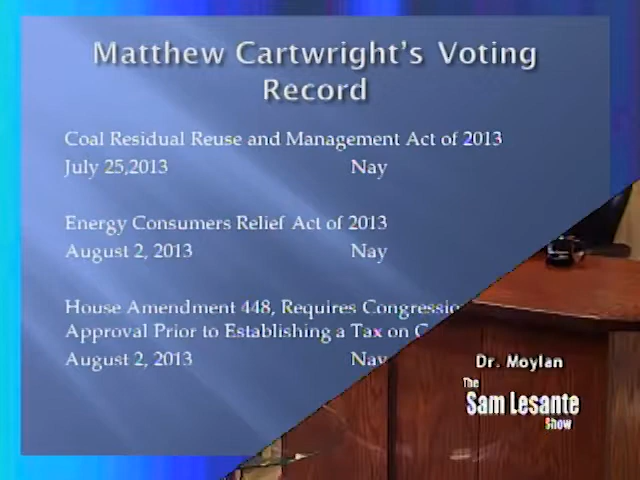 Matthew Cartwright's Voting
Record
Coal Residual Reuse and Management Act of 2013
July 25,2013 Nay
Energy Consumers Relief Act of 2013
August 2, 2013 Nay
House Amendment 448, Requires Congressio
Approval Prior to Establishing a Tax on C
August 2, 2013 Nay
Dr. Moylan
The
Sam Lesante
Show